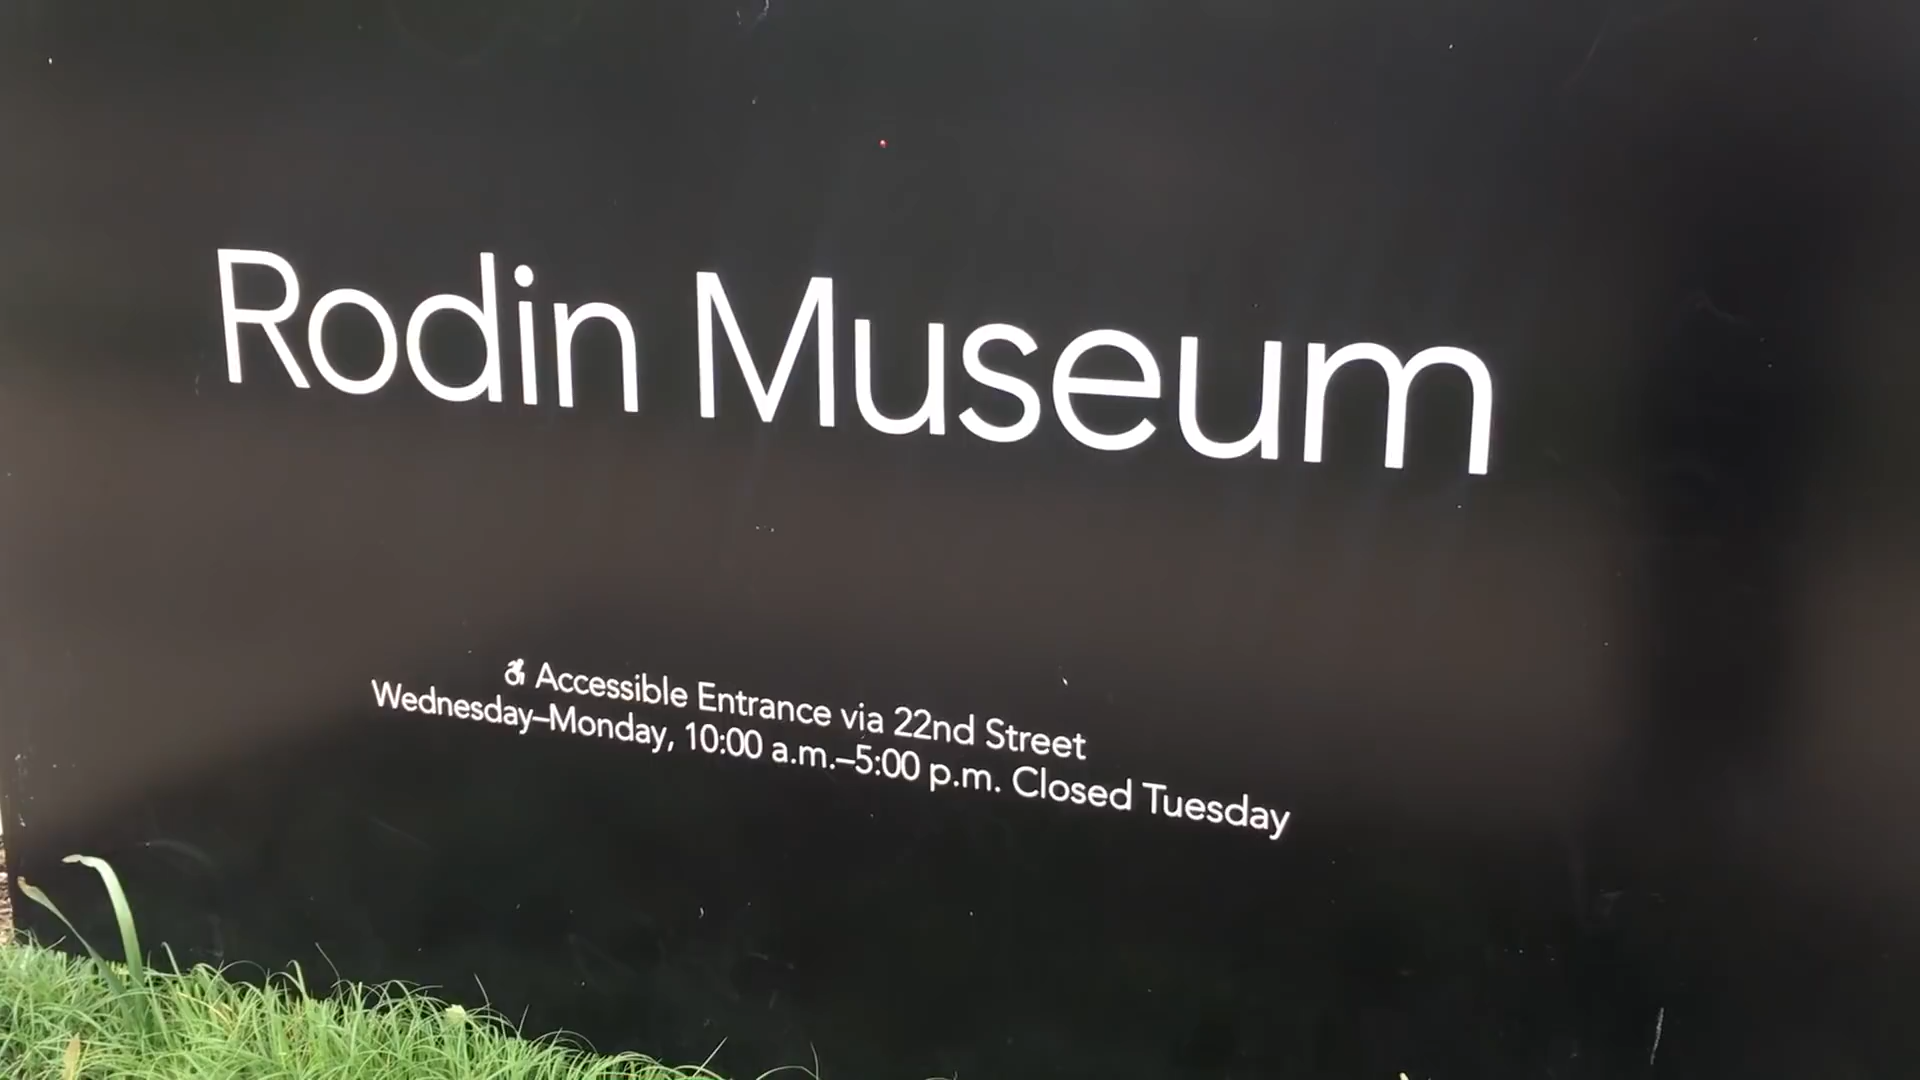 Rodin Museum
Accessible Entrance via 22nd Street
Wednesday–Monday, 10:00 a.m.–5:00 p.m. Closed Tuesday